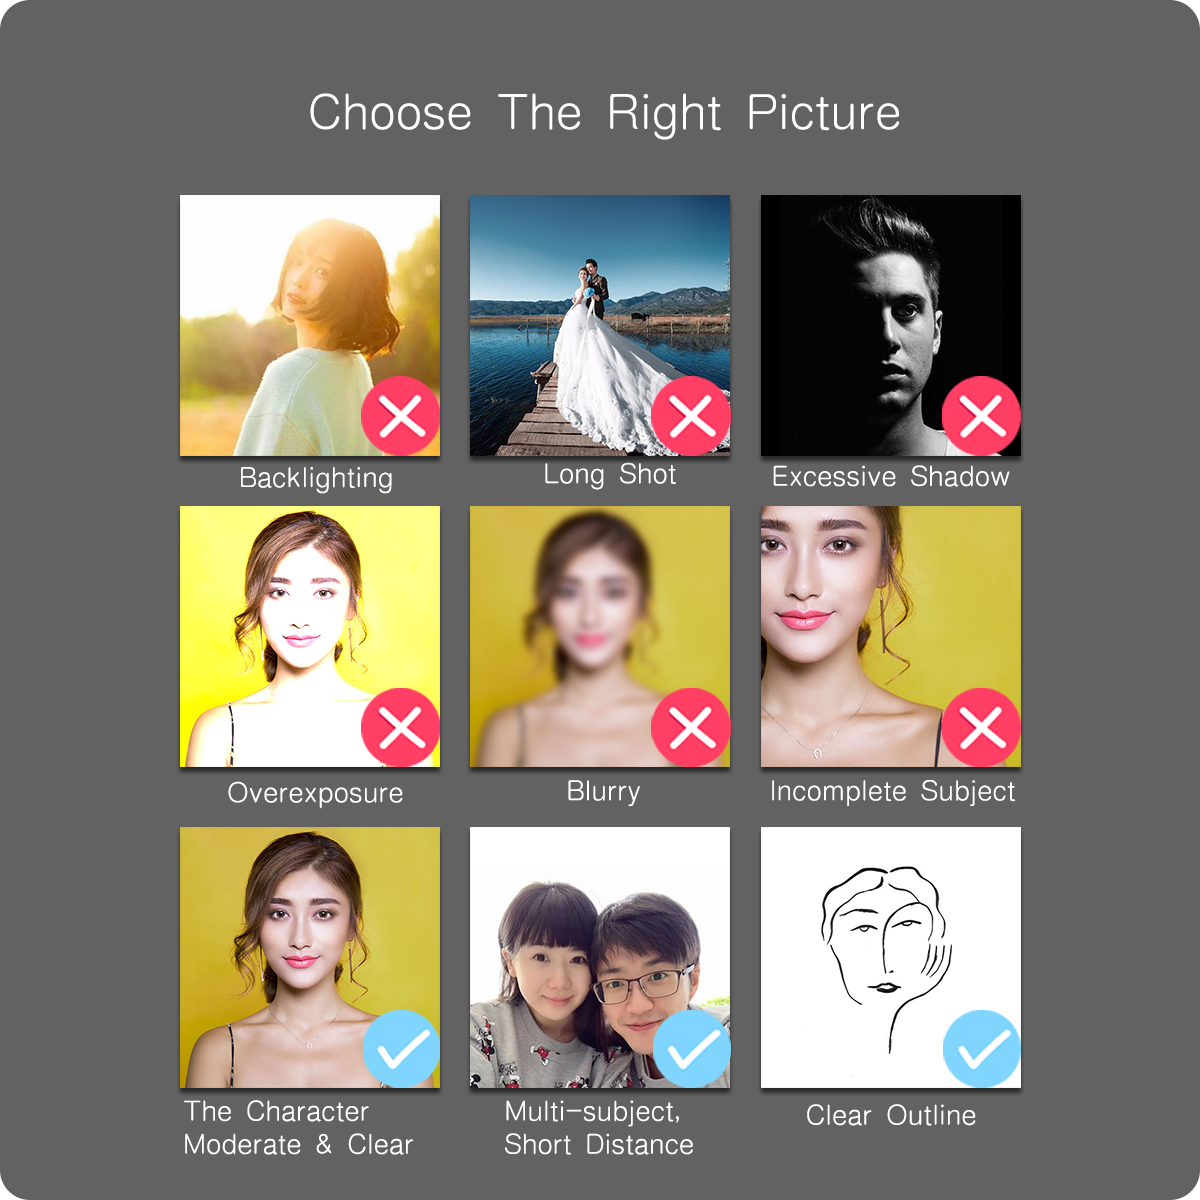 Choose The Right Picture
Backlighting
Long Shot
Excessive Shadow
Overexposure
Blurry
Incomplete Subject
The Character
Moderate & Clear
Multi-subject,
Short Distance
Clear Outline